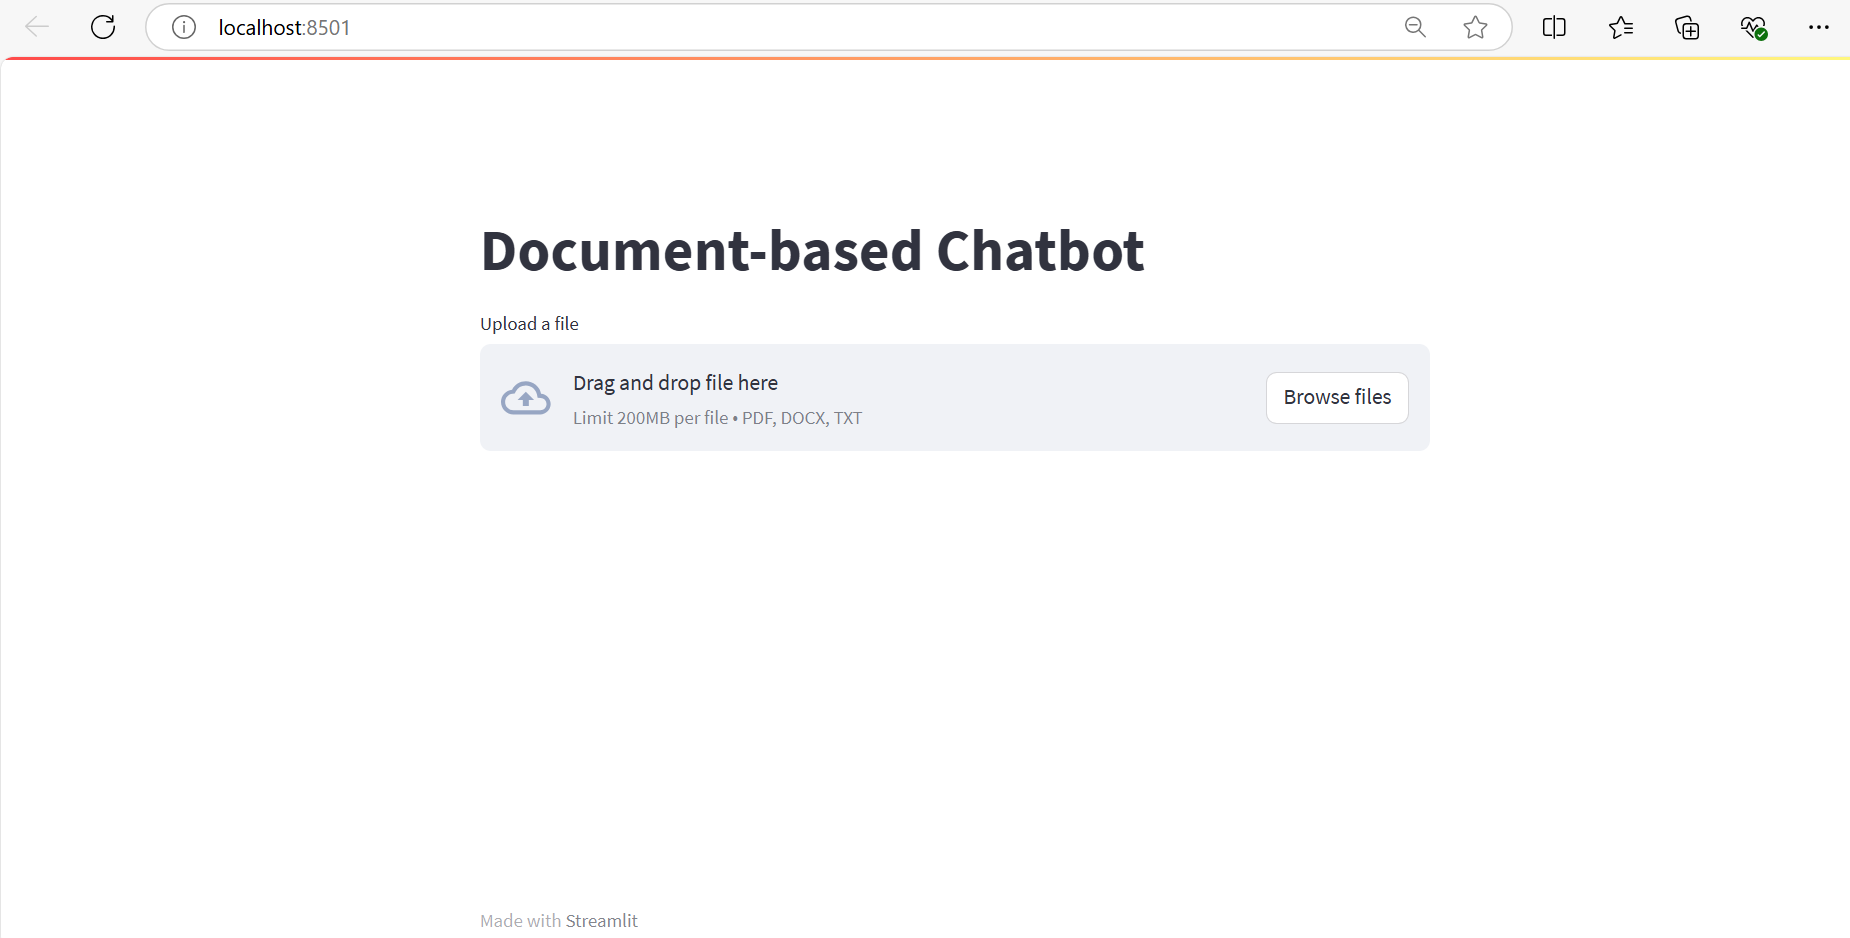 localhost:8501
Document-based Chatbot
Upload a file
Drag and drop file here
Limit 200MB per file • PDF, DOCX, TXT
Browse files
Made with Streamlit